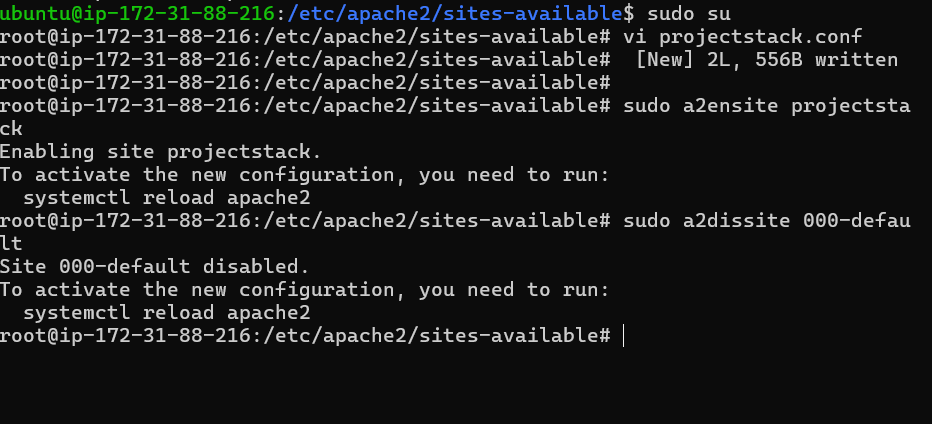 ubuntu@ip-172-31-88-216:/etc/apache2/sites-available$ sudo su
root@ip-172-31-88-216:/etc/apache2/sites-available# vi projectstack.conf
root@ip-172-31-88-216:/etc/apache2/sites-available#  [New] 2L, 556B written
root@ip-172-31-88-216:/etc/apache2/sites-available#
root@ip-172-31-88-216:/etc/apache2/sites-available# sudo a2ensite projectsta
ck
Enabling site projectstack.
To activate the new configuration, you need to run:
  systemctl reload apache2
root@ip-172-31-88-216:/etc/apache2/sites-available# sudo a2dissite 000-defau
lt
Site 000-default disabled.
To activate the new configuration, you need to run:
  systemctl reload apache2
root@ip-172-31-88-216:/etc/apache2/sites-available#